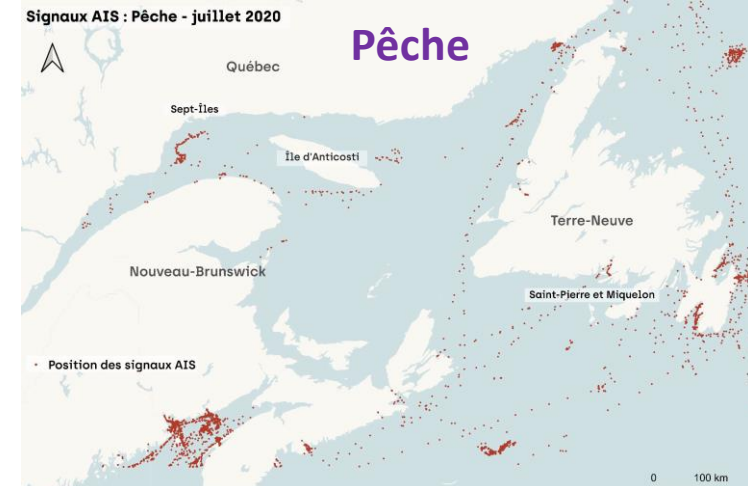 Signaux AIS : Pêche - juillet 2020
Pêche
Québec
Sept-Îles
Île d'Anticosti
Terre-Neuve
Nouveau-Brunswick
Saint-Pierre et Miquelon
Position des signaux AIS
0 100 km